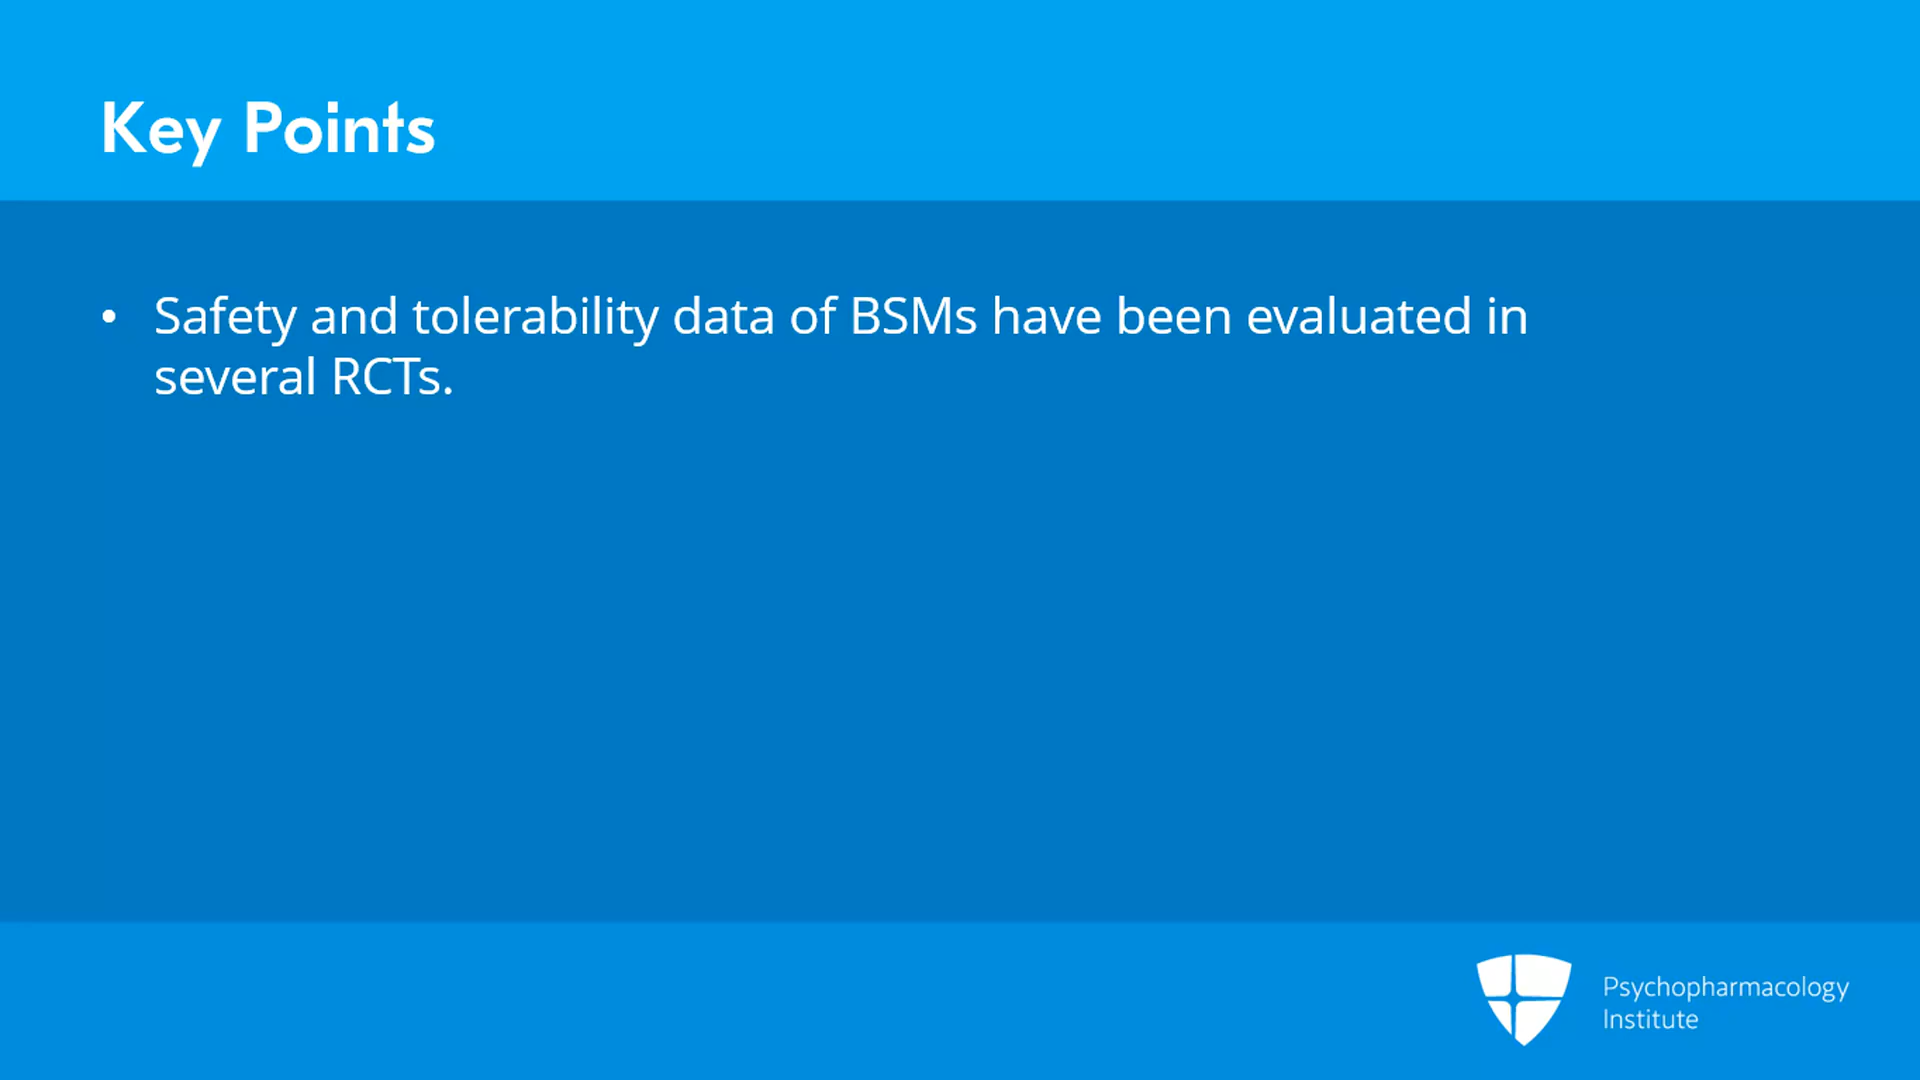 Key Points
• Safety and tolerability data of BSMs have been evaluated in
several RCTs.
Psychopharmacology
Institute